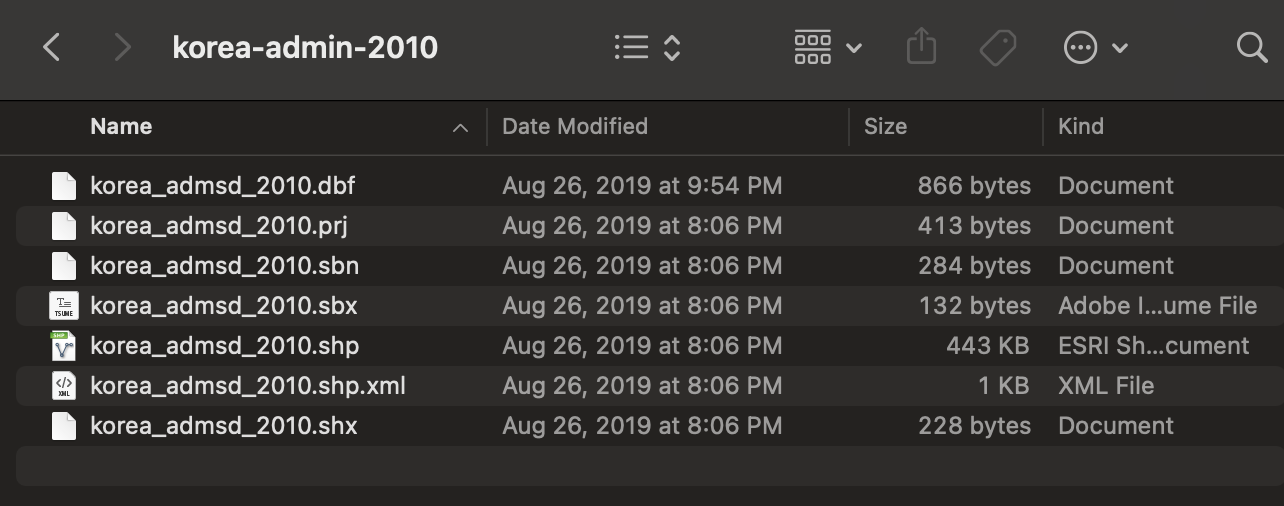 korea-admin-2010
Name Date Modified Size Kind
korea_admsd_2010.dbf Aug 26, 2019 at 9:54 PM 866 bytes Document
korea_admsd_2010.prj Aug 26, 2019 at 8:06 PM 413 bytes Document
korea_admsd_2010.sbn Aug 26, 2019 at 8:06 PM 284 bytes Document
TSUME korea_admsd_2010.sbx Aug 26, 2019 at 8:06 PM 132 bytes Adobe I...ume File
SHP korea_admsd_2010.shp Aug 26, 2019 at 8:06 PM 443 KB ESRI Sh...cument
XML korea_admsd_2010.shp.xml Aug 26, 2019 at 8:06 PM 1 KB XML File
korea_admsd_2010.shx Aug 26, 2019 at 8:06 PM 228 bytes Document